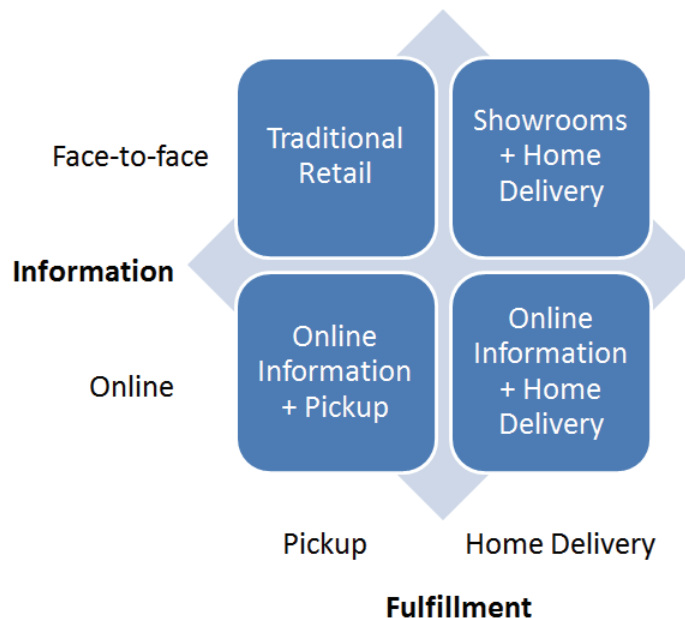 Face-to-face
Traditional
Retail
Showrooms
+ Home
Delivery
Information
Online
Online
Information
+ Pickup
Online
Information
+ Home
Delivery
Pickup
Home Delivery
Fulfillment